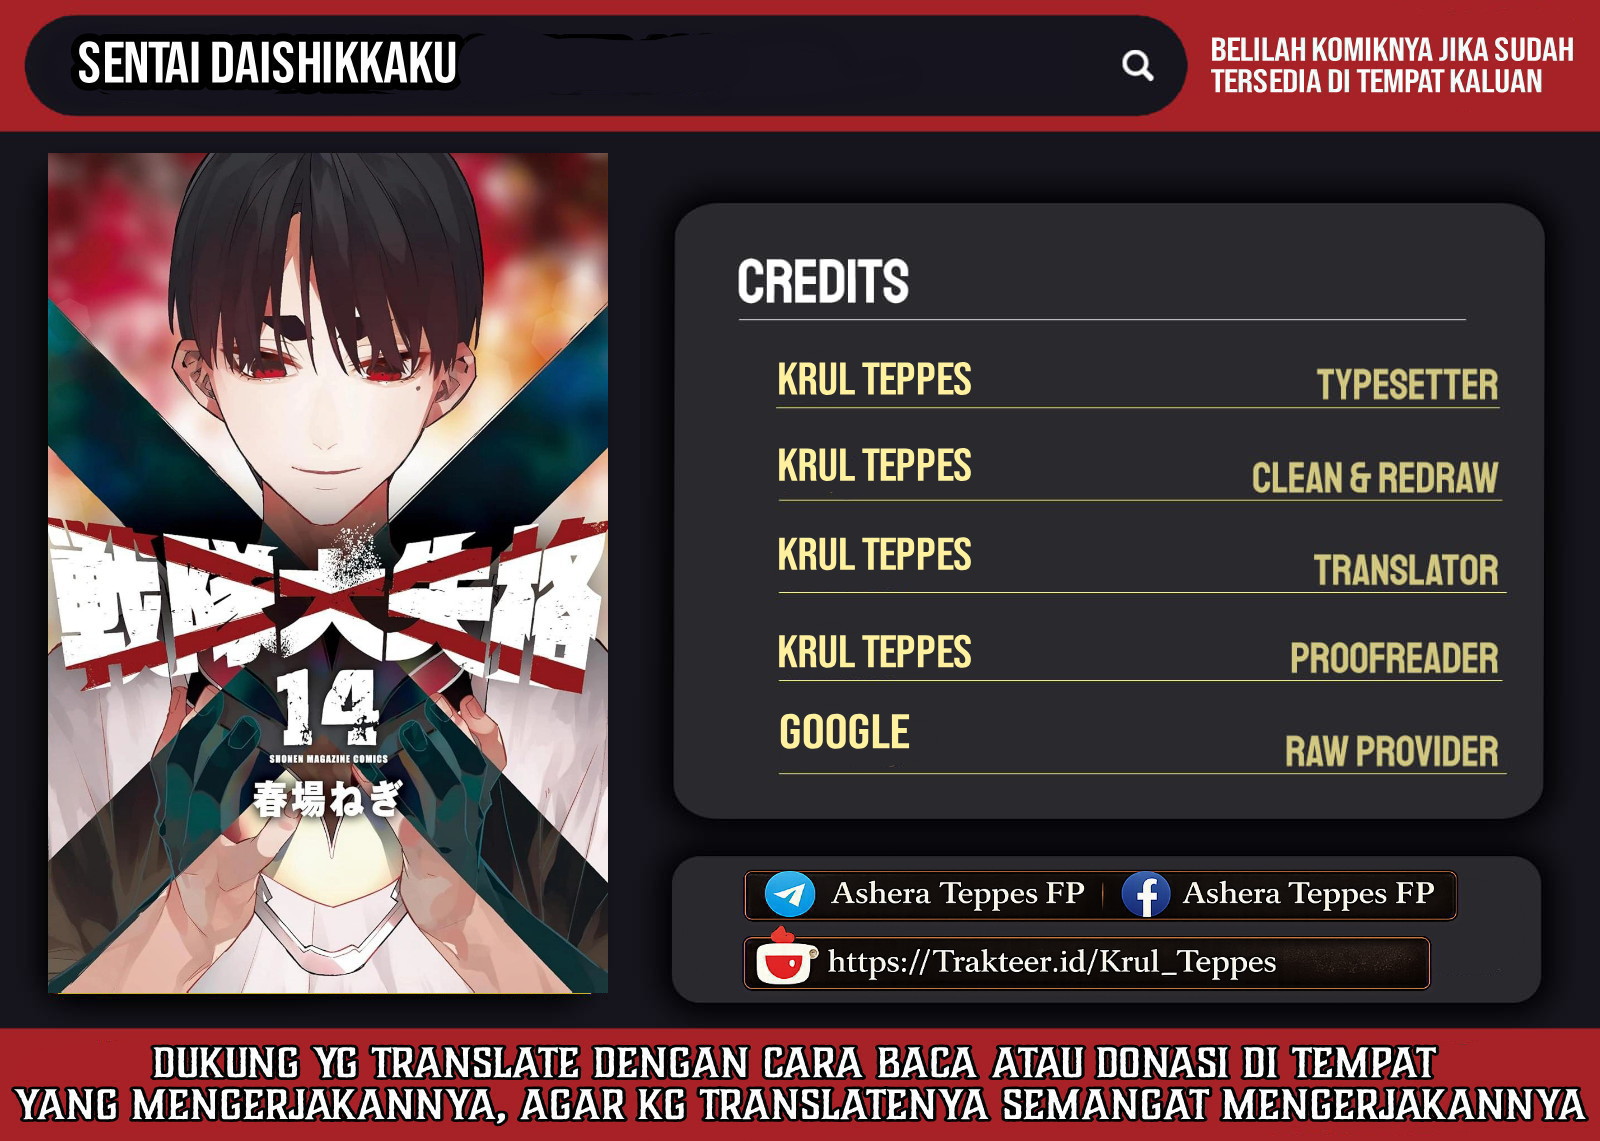 SENTAI DAISHIKKAKU
BELILAH KOMIKNYA JIKA SUDAH
TERSEDIA DI TEMPAT KALUAN
戦隊大失格
14
SHONEN MAGAZINE COMICS
春場ねぎ
CREDITS
KRUL TEPPES TYPESETTER
KRUL TEPPES CLEAN & REDRAW
KRUL TEPPES TRANSLATOR
KRUL TEPPES PROOFREADER
GOOGLE RAW PROVIDER
Ashera Teppes FP Ashera Teppes FP
https://Trakteer.id/Krul_Teppes
DUKUNG YG TRANSLATE DENGAN CARA BACA ATAU DONASI DI TEMPAT
YANG MENGERJAKANNYA, AGAR KG TRANSLATENYA SEMANGAT MENGERJAKANNYA